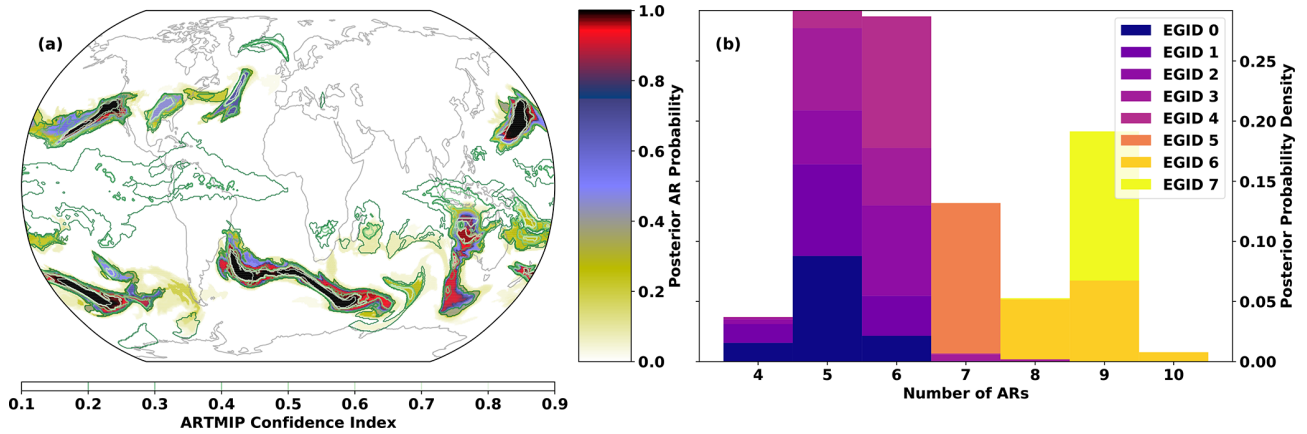 (a)
1.0
0.8
0.6
0.4
0.2
0.0
Posterior AR Probability
0.1 0.2 0.3 0.4 0.5 0.6 0.7 0.8 0.9
ARTMIP Confidence Index
(b)
EGID 0
EGID 1
EGID 2
EGID 3
EGID 4
EGID 5
EGID 6
EGID 7
0.25
0.20
0.15
0.10
0.05
0.00
Posterior Probability Density
4 5 6 7 8 9 10
Number of ARs